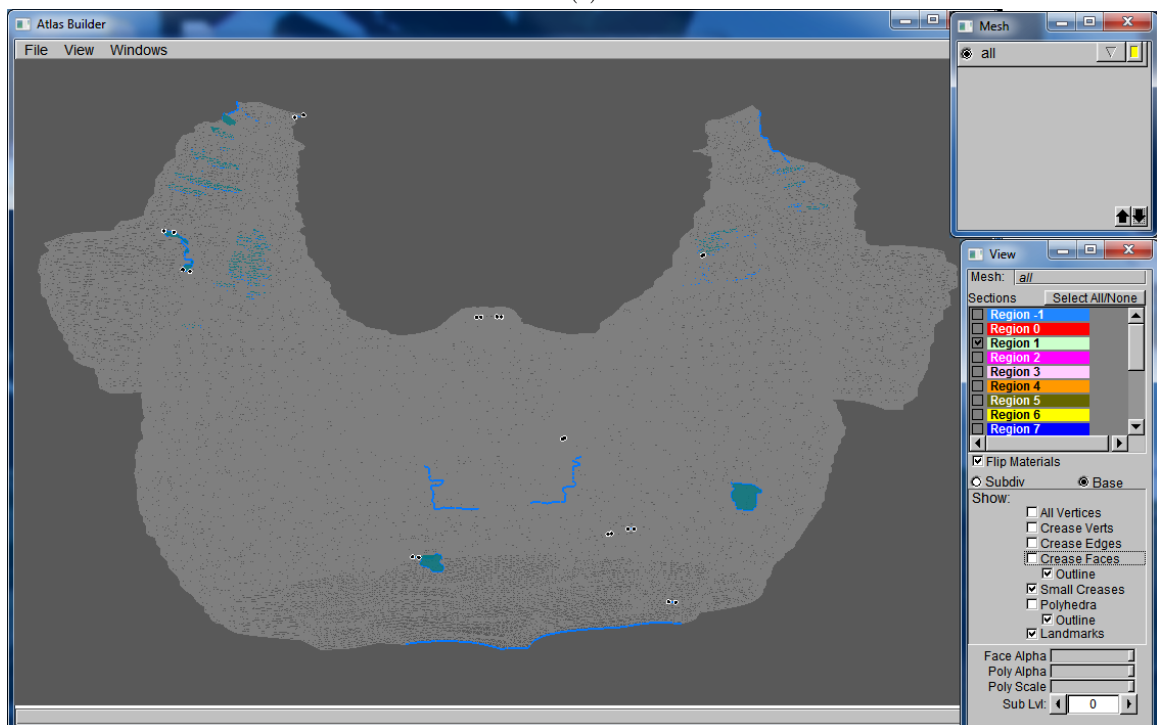 Atlas Builder
File View Windows
Mesh
all
View
Mesh: all
Sections Select All/None
Region -1
Region 0
Region 1
Region 2
Region 3
Region 4
Region 5
Region 6
Region 7
Flip Materials
Subdiv Base
Show:
All Vertices
Crease Verts
Crease Edges
Crease Faces
Outline
Small Creases
Polyhedra
Outline
Landmarks
Face Alpha
Poly Alpha
Poly Scale
Sub Lvl: 0